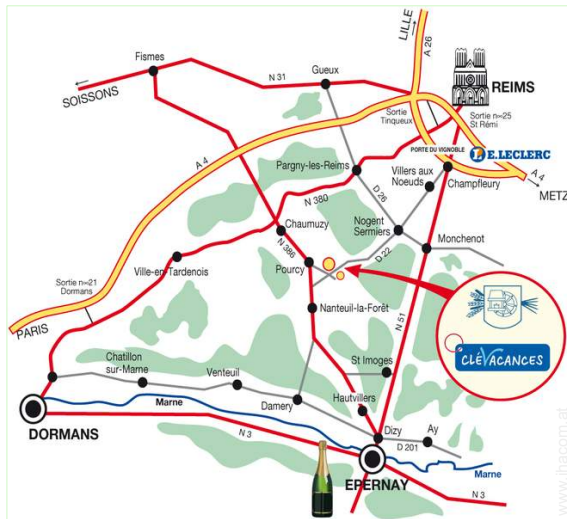 LILLE
A 26
Fismes
SOISSONS
N 31
Gueux
REIMS
Sortie
Tinqueux
Sortie n°25
St Rémi
PORTE DU VIGNOBLE
E.LECLERC
A 4
METZ
A 4
Pargny-les-Reims
Villers aux
Noeuds
Champfleury
D 26
N 380
Chaumuzy
Nogent
Sermiers
Monchenot
N 386
D 22
Pourcy
Ville-en-Tardenois
Sortie n°21
Dormans
PARIS
Nanteuil-la-Forêt
N 51
CLÉVACANCES
Chatillon
sur-Marne
Venteuil
St Imoges
Marne
Damery
Hautvillers
DORMANS
Dizy
Ay
D 201
N 3
EPERNAY
Marne
N 3
www.ihacom.at